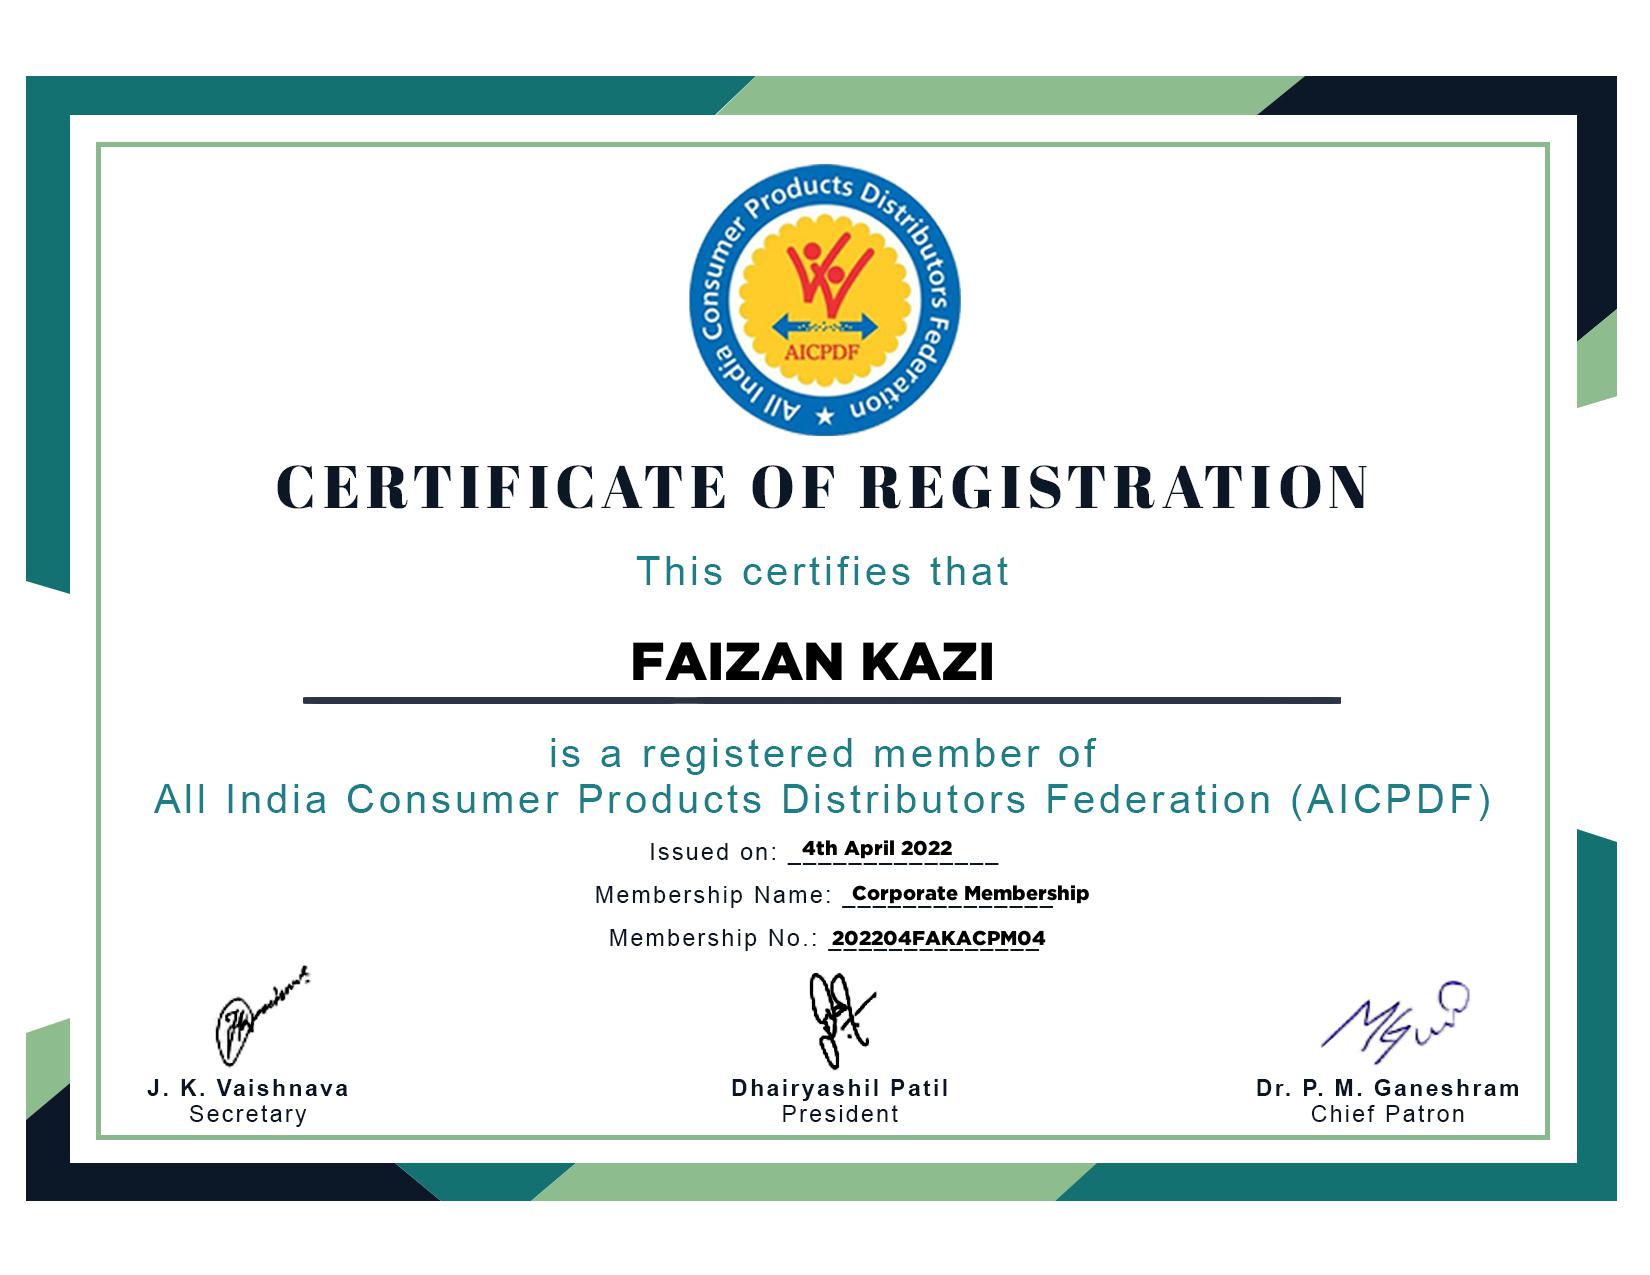 All India Consumer Products Distributors Federation
AICPDF
CERTIFICATE OF REGISTRATION
This certifies that
FAIZAN KAZI
is a registered member of
All India Consumer Products Distributors Federation (AICPDF)
Issued on: 4th April 2022
Membership Name: Corporate Membership
Membership No.: 202204FAKACPM04
J. K. Vaishnava
Secretary
Dhairyashil Patil
President
Dr. P. M. Ganeshram
Chief Patron